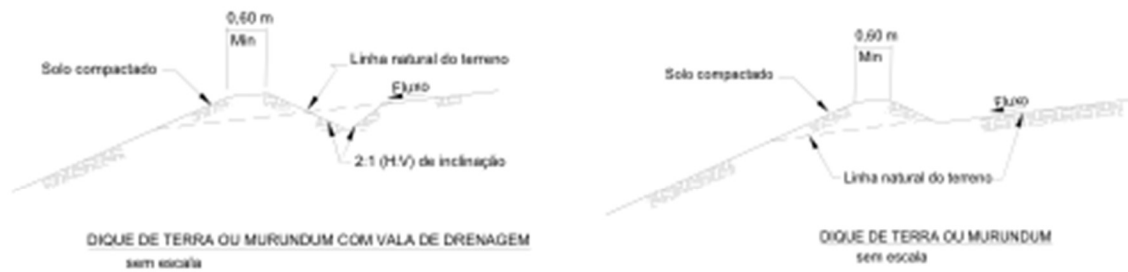 0,60 m
Min
Solo compactado
Linha natural do terreno
Fluxo
2:1 (H:V) de inclinação
DIQUE DE TERRA OU MURUNDUM COM VALA DE DRENAGEM
sem escala
0,60 m
Min
Solo compactado
Fluxo
Linha natural do terreno
DIQUE DE TERRA OU MURUNDUM
sem escala